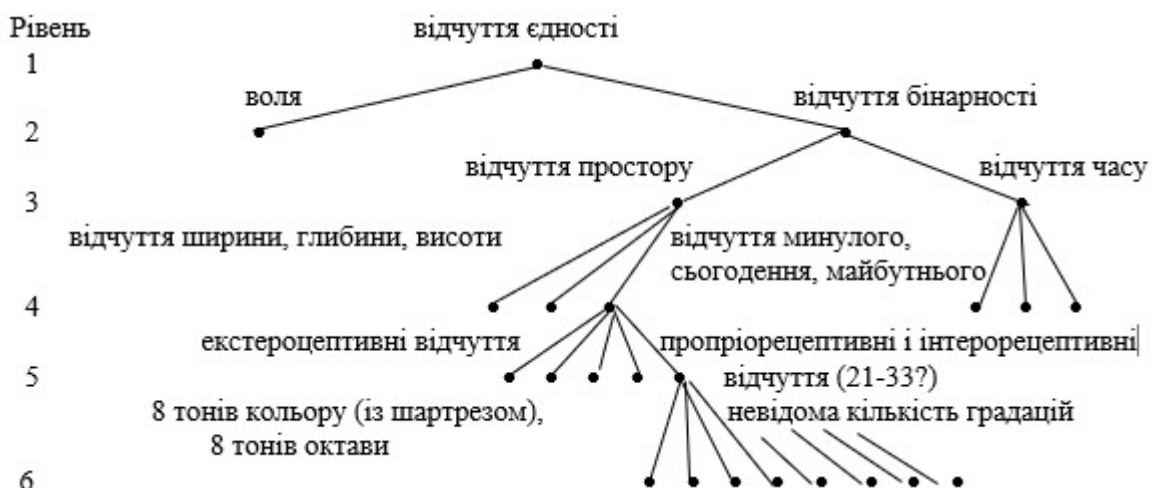 Рівень
відчуття єдності
1
воля
відчуття бінарності
2
відчуття простору
відчуття часу
3
відчуття ширини, глибини, висоти
відчуття минулого,
сьогодення, майбутнього
4
екстероцептивні відчуття
пропріорецептивні і інтерорецептивні
5
відчуття (21-33?)
8 тонів кольору (із шартрезом),
невідома кількість градацій
8 тонів октави
6